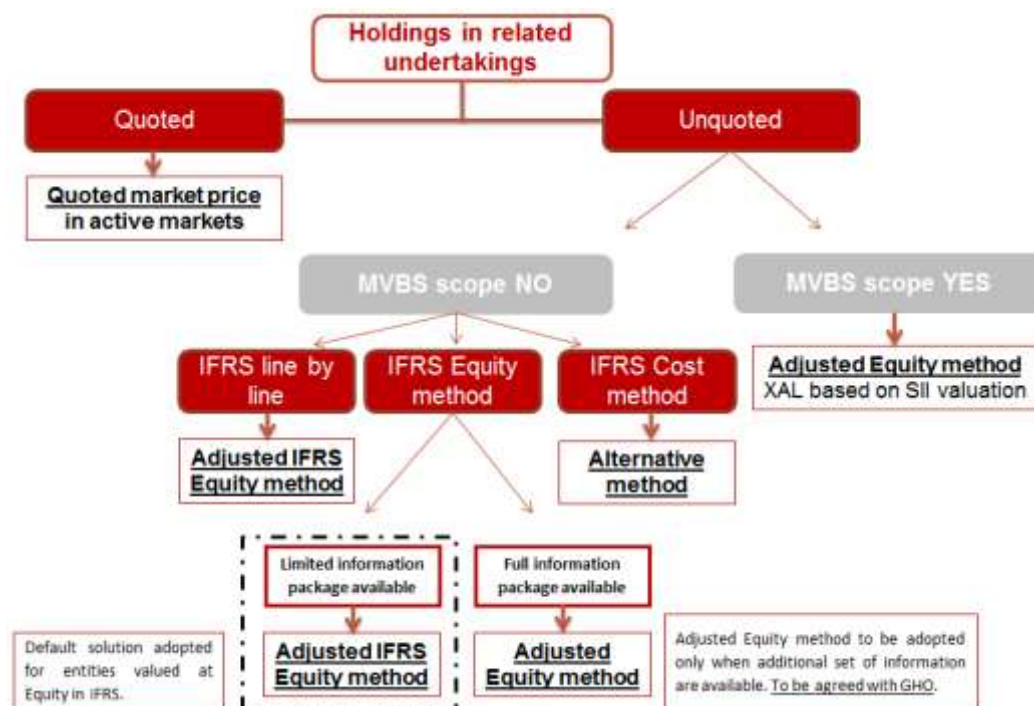 Holdings in related
undertakings
Quoted
Unquoted
Quoted market price
in active markets
MVBS scope NO
MVBS scope YES
IFRS line by
line
IFRS Equity
method
IFRS Cost
method
Adjusted Equity method
XAL based on SII valuation
Adjusted IFRS
Equity method
Alternative
method
Limited information
package available
Full information
package available
Adjusted IFRS
Equity method
Adjusted
Equity method
Default solution adopted
for entities valued at
Equity in IFRS.
Adjusted Equity method to be adopted
only when additional set of information
are available. To be agreed with GHO.